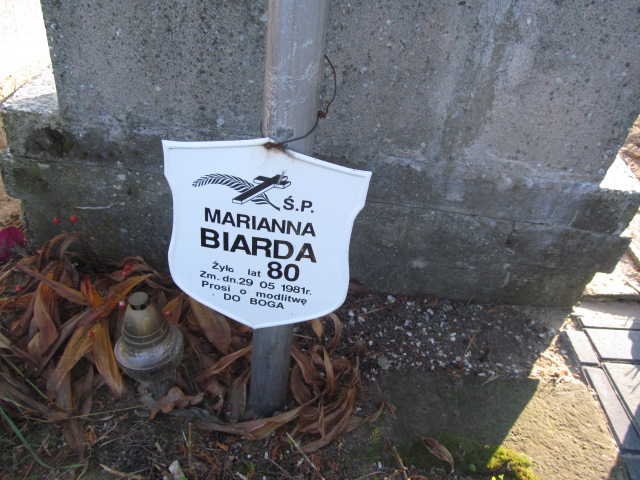 Ś.P.
MARIANNA
BIARDA
Żyła lat 80
Zm. dn. 29 05 1981r.
Prosi o modlitwę
DO BOGA